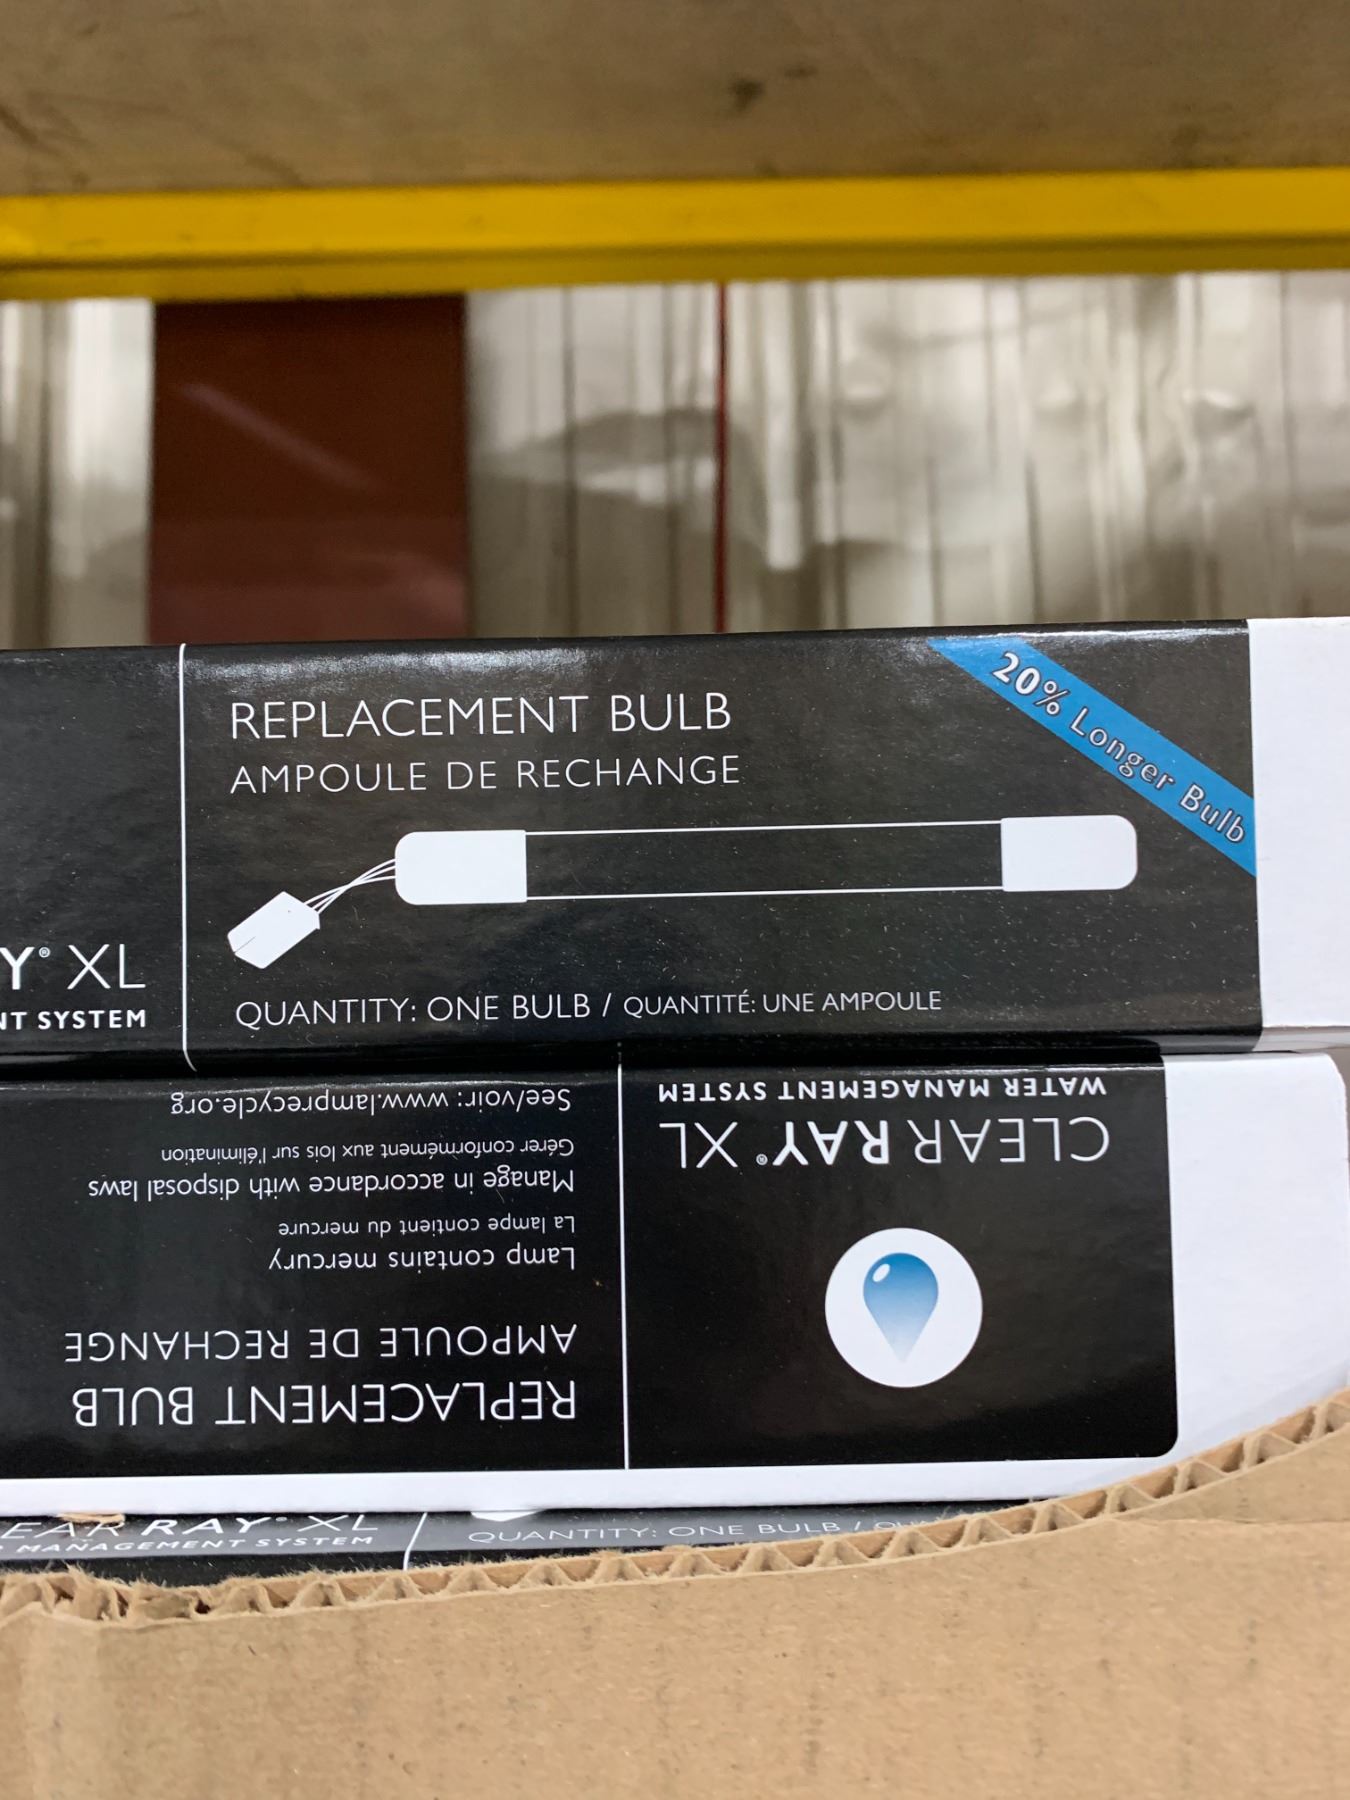 REPLACEMENT BULB
AMPOULE DE RECHANGE
20% Longer Bulb
Y® XL
NT SYSTEM
QUANTITY: ONE BULB / QUANTITÉ: UNE AMPOULE
CLEAR RAY® XL
WATER MANAGEMENT SYSTEM
REPLACEMENT BULB
AMPOULE DE RECHANGE
Lamp contains mercury
La lampe contient du mercure
Manage in accordance with disposal laws
Gérer conformément aux lois sur l'élimination
See/voir: www.lamprecycle.org
EAR RAY® XL
MANAGEMENT SYSTEM
QUANTITY: ONE BULB /